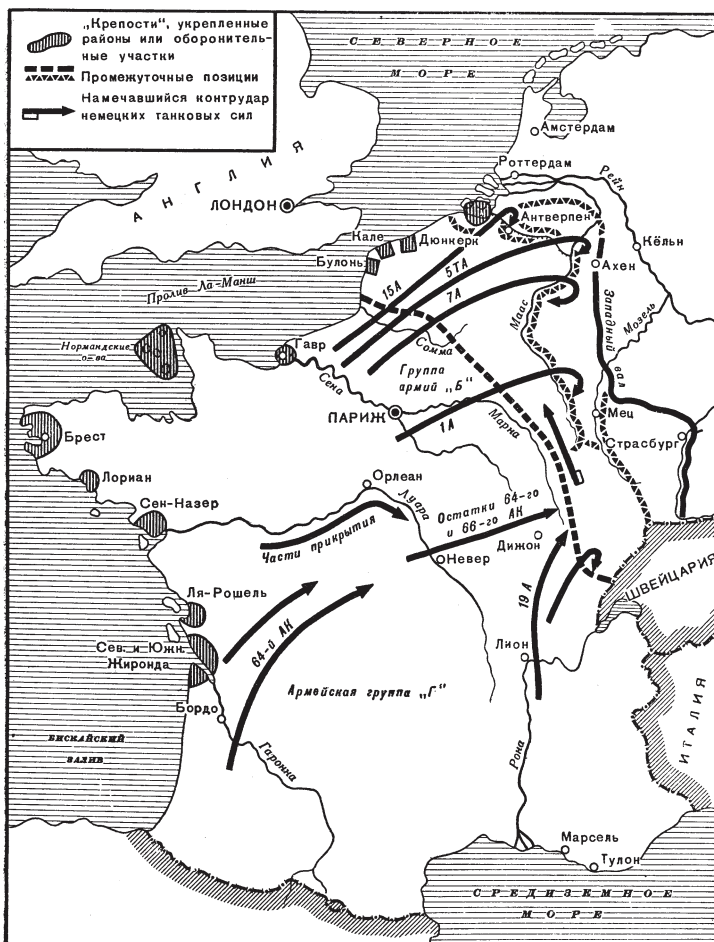 „Крепости“, укрепленные
районы или оборонитель-
ные участки
Промежуточные позиции
Намечавшийся контрудар
немецких танковых сил
СЕВЕРНОЕ
МОРЕ
Амстердам
АНГЛИЯ
ЛОНДОН
Роттердам
Рейн
Антверпен
Кале
Дюнкерк
Булонь
Кёльн
Ахен
Пролив Ла-Манш
15А
5ТА
7А
Маас
Западный
вал
Мозель
Нормандские
о-ва
Гавр
Сена
Сомма
Группа
армий „Б“
ПАРИЖ
1А
Марна
Мец
Страсбург
Брест
Лориан
Сен-Назер
Орлеан
Луара
Части прикрытия
Остатки 64-го
и 66-го АК
Дижон
Невер
ШВЕЙЦАРИЯ
Ля-Рошель
64-й АК
19 А
Сев. и Южн.
Жиронда
Лион
Армейская группа „Г“
Бордо
ИТАЛИЯ
БИСКАЙСКИЙ
ЗАЛИВ
Гаронна
Рона
Марсель
Тулон
СРЕДИЗЕМНОЕ
МОРЕ